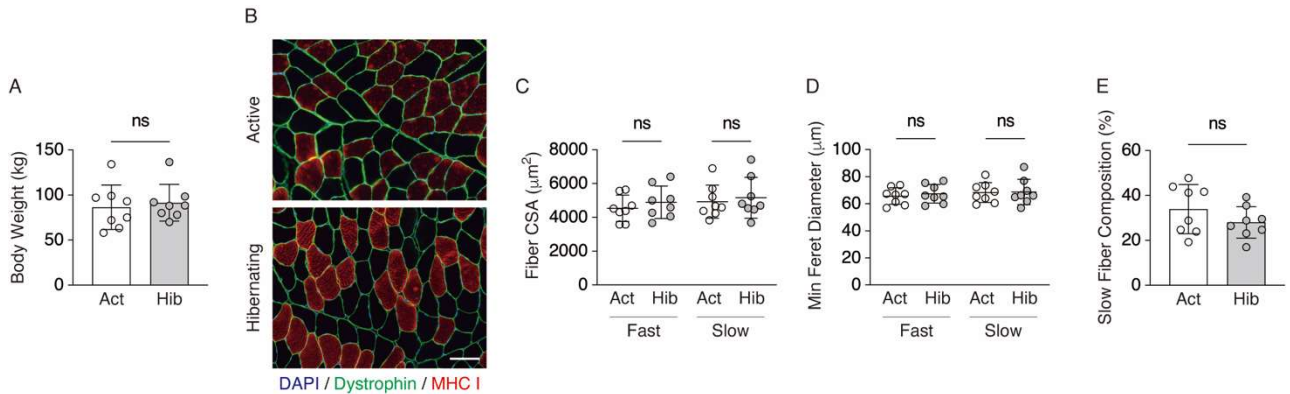 A
Body Weight (kg)
150
100
50
0
ns
Act Hib
B
Active
Hibernating
DAPI / Dystrophin / MHC I
C
Fiber CSA (μm²)
8000
6000
4000
2000
0
ns ns
Act Hib Act Hib
Fast Slow
D
Min Feret Diameter (μm)
100
80
60
40
20
0
ns ns
Act Hib Act Hib
Fast Slow
E
Slow Fiber Composition (%)
60
40
20
0
ns
Act Hib